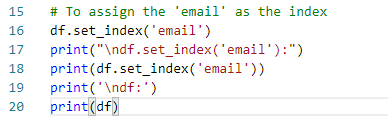 15 # To assign the 'email' as the index
16 df.set_index('email')
17 print("\ndf.set_index('email'):")
18 print(df.set_index('email'))
19 print('\ndf:')
20 print(df)